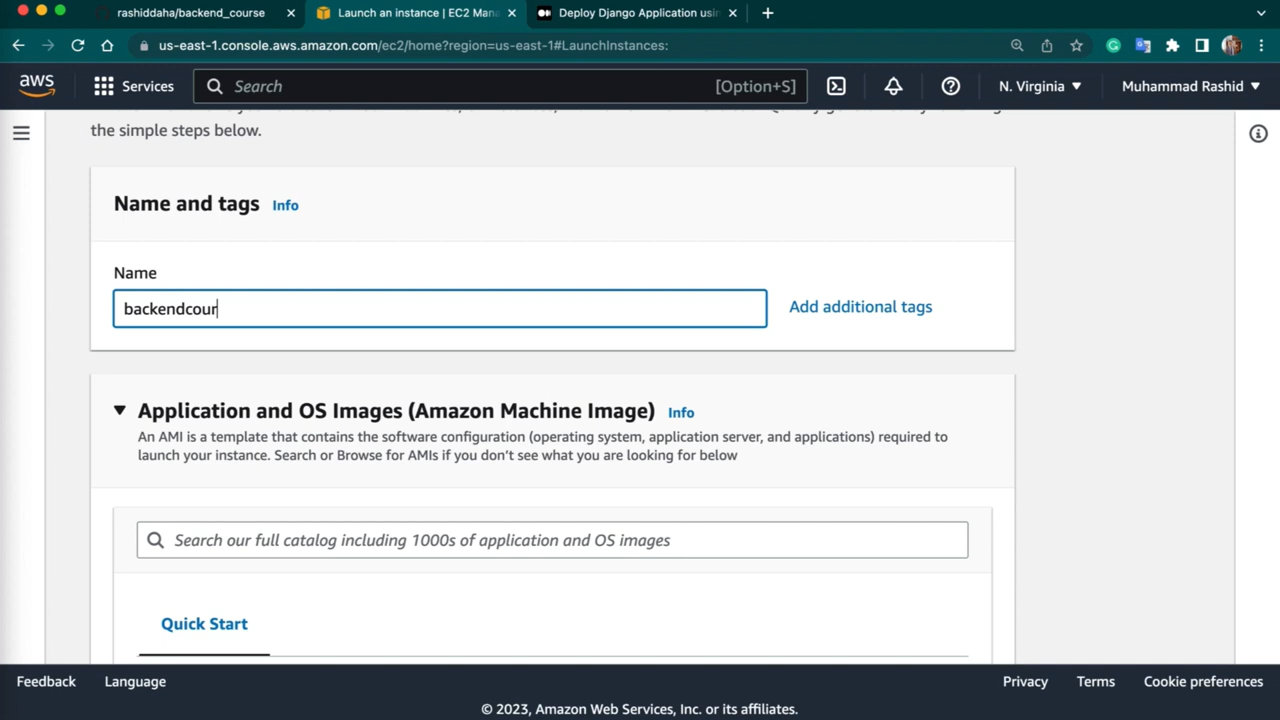 rashiddaha/backend_course
Launch an instance | EC2 Man
Deploy Django Application usin
us-east-1.console.aws.amazon.com/ec2/home?region=us-east-1#LaunchInstances:
aws
Services
Search
[Option+S]
N. Virginia
Muhammad Rashid
the simple steps below.
Name and tags Info
Name
backendcour
Add additional tags
Application and OS Images (Amazon Machine Image) Info
An AMI is a template that contains the software configuration (operating system, application server, and applications) required to
launch your instance. Search or Browse for AMIs if you don't see what you are looking for below
Search our full catalog including 1000s of application and OS images
Quick Start
Feedback Language
Privacy Terms Cookie preferences
© 2023, Amazon Web Services, Inc. or its affiliates.